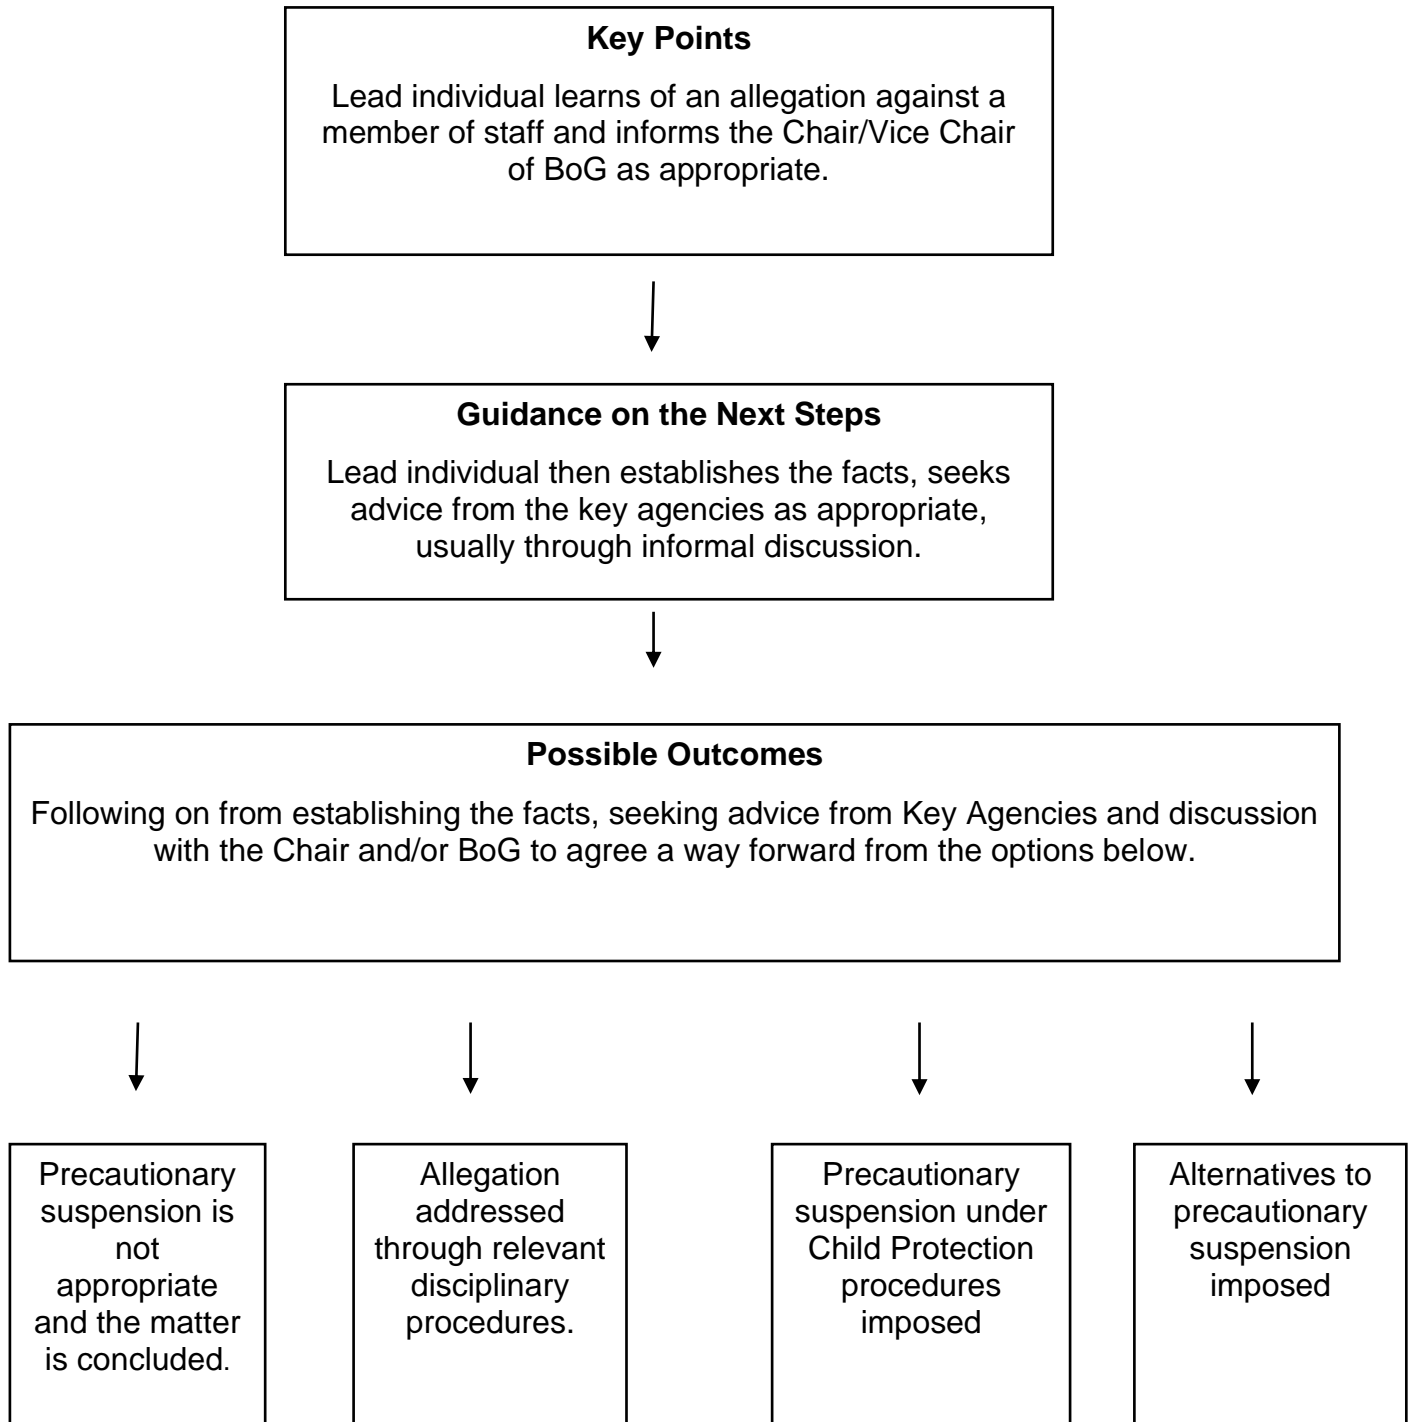 Key Points
Lead individual learns of an allegation against a
member of staff and informs the Chair/Vice Chair
of BoG as appropriate.
Guidance on the Next Steps
Lead individual then establishes the facts, seeks
advice from the key agencies as appropriate,
usually through informal discussion.
Possible Outcomes
Following on from establishing the facts, seeking advice from Key Agencies and discussion
with the Chair and/or BoG to agree a way forward from the options below.
Precautionary
suspension is
not
appropriate
and the matter
is concluded.
Allegation
addressed
through relevant
disciplinary
procedures.
Precautionary
suspension under
Child Protection
procedures
imposed
Alternatives to
precautionary
suspension
imposed